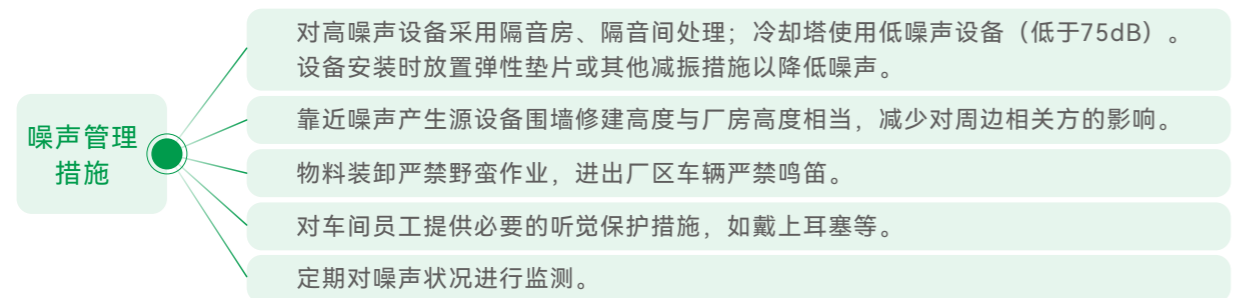 噪声管理
措施
对高噪声设备采用隔音房、隔音间处理；冷却塔使用低噪声设备（低于75dB）。
设备安装时放置弹性垫片或其他减振措施以降低噪声。
靠近噪声产生源设备围墙修建高度与厂房高度相当，减少对周边相关方的影响。
物料装卸严禁野蛮作业，进出厂区车辆严禁鸣笛。
对车间员工提供必要的听觉保护措施，如戴上耳塞等。
定期对噪声状况进行监测。